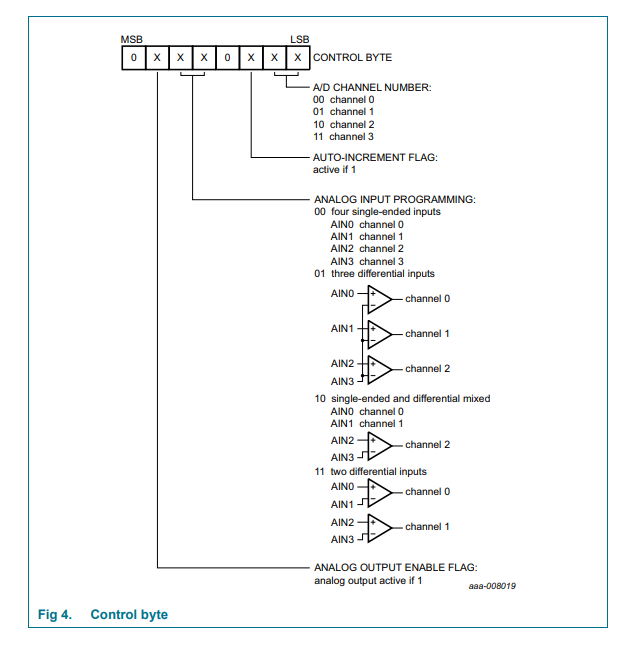 MSB LSB
0 X X X 0 X X X CONTROL BYTE
A/D CHANNEL NUMBER:
00 channel 0
01 channel 1
10 channel 2
11 channel 3
AUTO-INCREMENT FLAG:
active if 1
ANALOG INPUT PROGRAMMING:
00 four single-ended inputs
AIN0 channel 0
AIN1 channel 1
AIN2 channel 2
AIN3 channel 3
01 three differential inputs
AIN0 + − channel 0
AIN1 + − channel 1
AIN2 + − channel 2
AIN3
10 single-ended and differential mixed
AIN0 channel 0
AIN1 channel 1
AIN2 + − channel 2
AIN3
11 two differential inputs
AIN0 + − channel 0
AIN1
AIN2 + − channel 1
AIN3
ANALOG OUTPUT ENABLE FLAG:
analog output active if 1
aaa-008019
Fig 4. Control byte